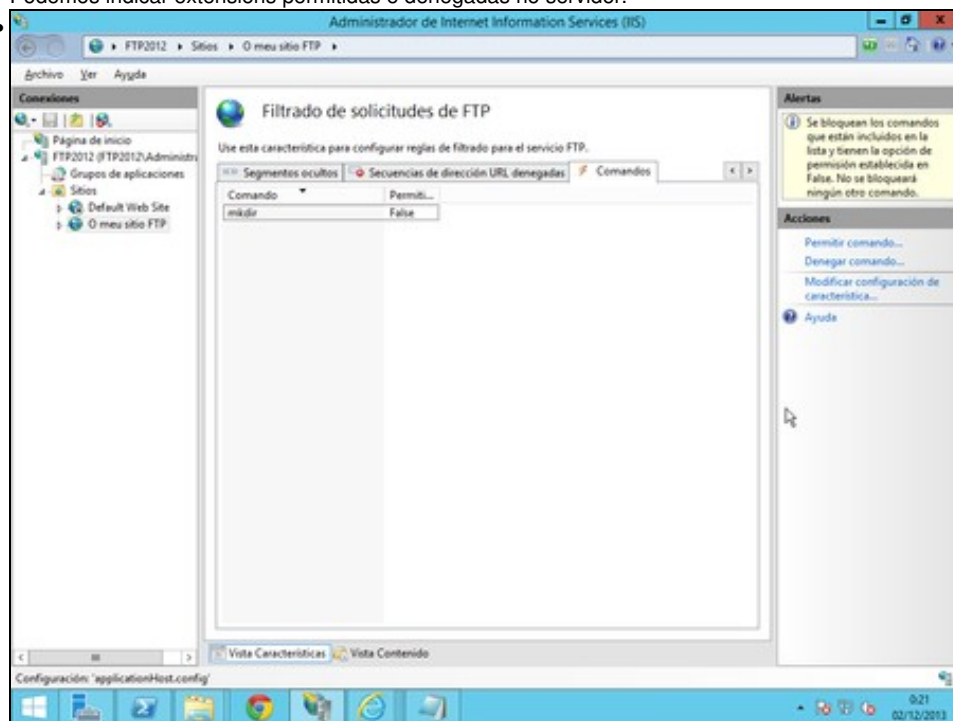 Podemos indicar extensións permitidas e denegadas no servidor.
Administrador de Internet Information Services (IIS)
FTP2012 Sitios O meu sitio FTP
Archivo Ver Ayuda
Conexiones
Página de inicio
FTP2012 (FTP2012\Administra
Grupos de aplicaciones
Sitios
Default Web Site
O meu sitio FTP
Filtrado de solicitudes de FTP
Use esta característica para configurar reglas de filtrado para el servicio FTP.
Segmentos ocultos Secuencias de dirección URL denegadas Comandos
Comando Permiti...
mkdir False
Vista Características Vista Contenido
Alertas
Se bloquean los comandos
que están incluidos en la
lista y tienen la opción de
permisión establecida en
False. No se bloqueará
ningún otro comando.
Acciones
Permitir comando...
Denegar comando...
Modificar configuración de
característica...
Ayuda
Configuración: 'applicationHost.config'
0:21
02/12/2013